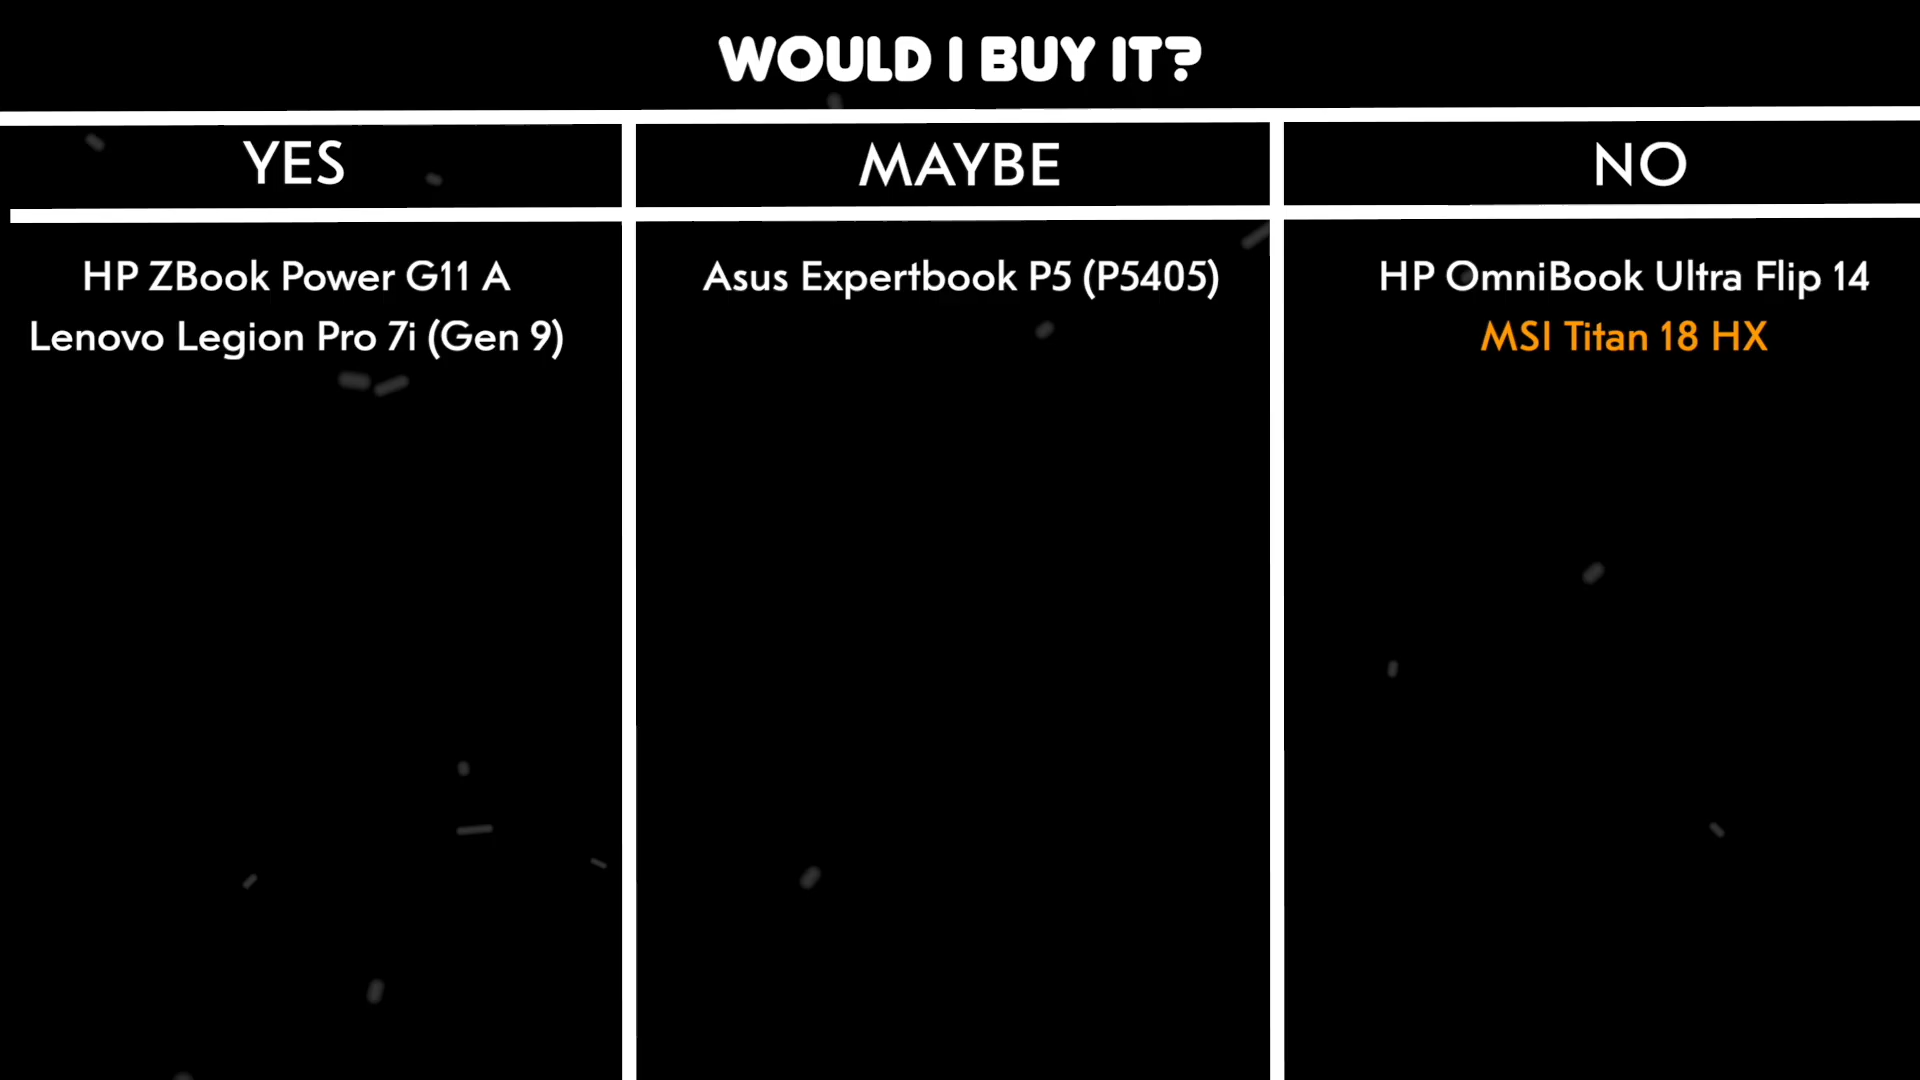 WOULD I BUY IT?
YES
MAYBE
NO
HP ZBook Power G11 A
Lenovo Legion Pro 7i (Gen 9)
Asus Expertbook P5 (P5405)
HP OmniBook Ultra Flip 14
MSI Titan 18 HX